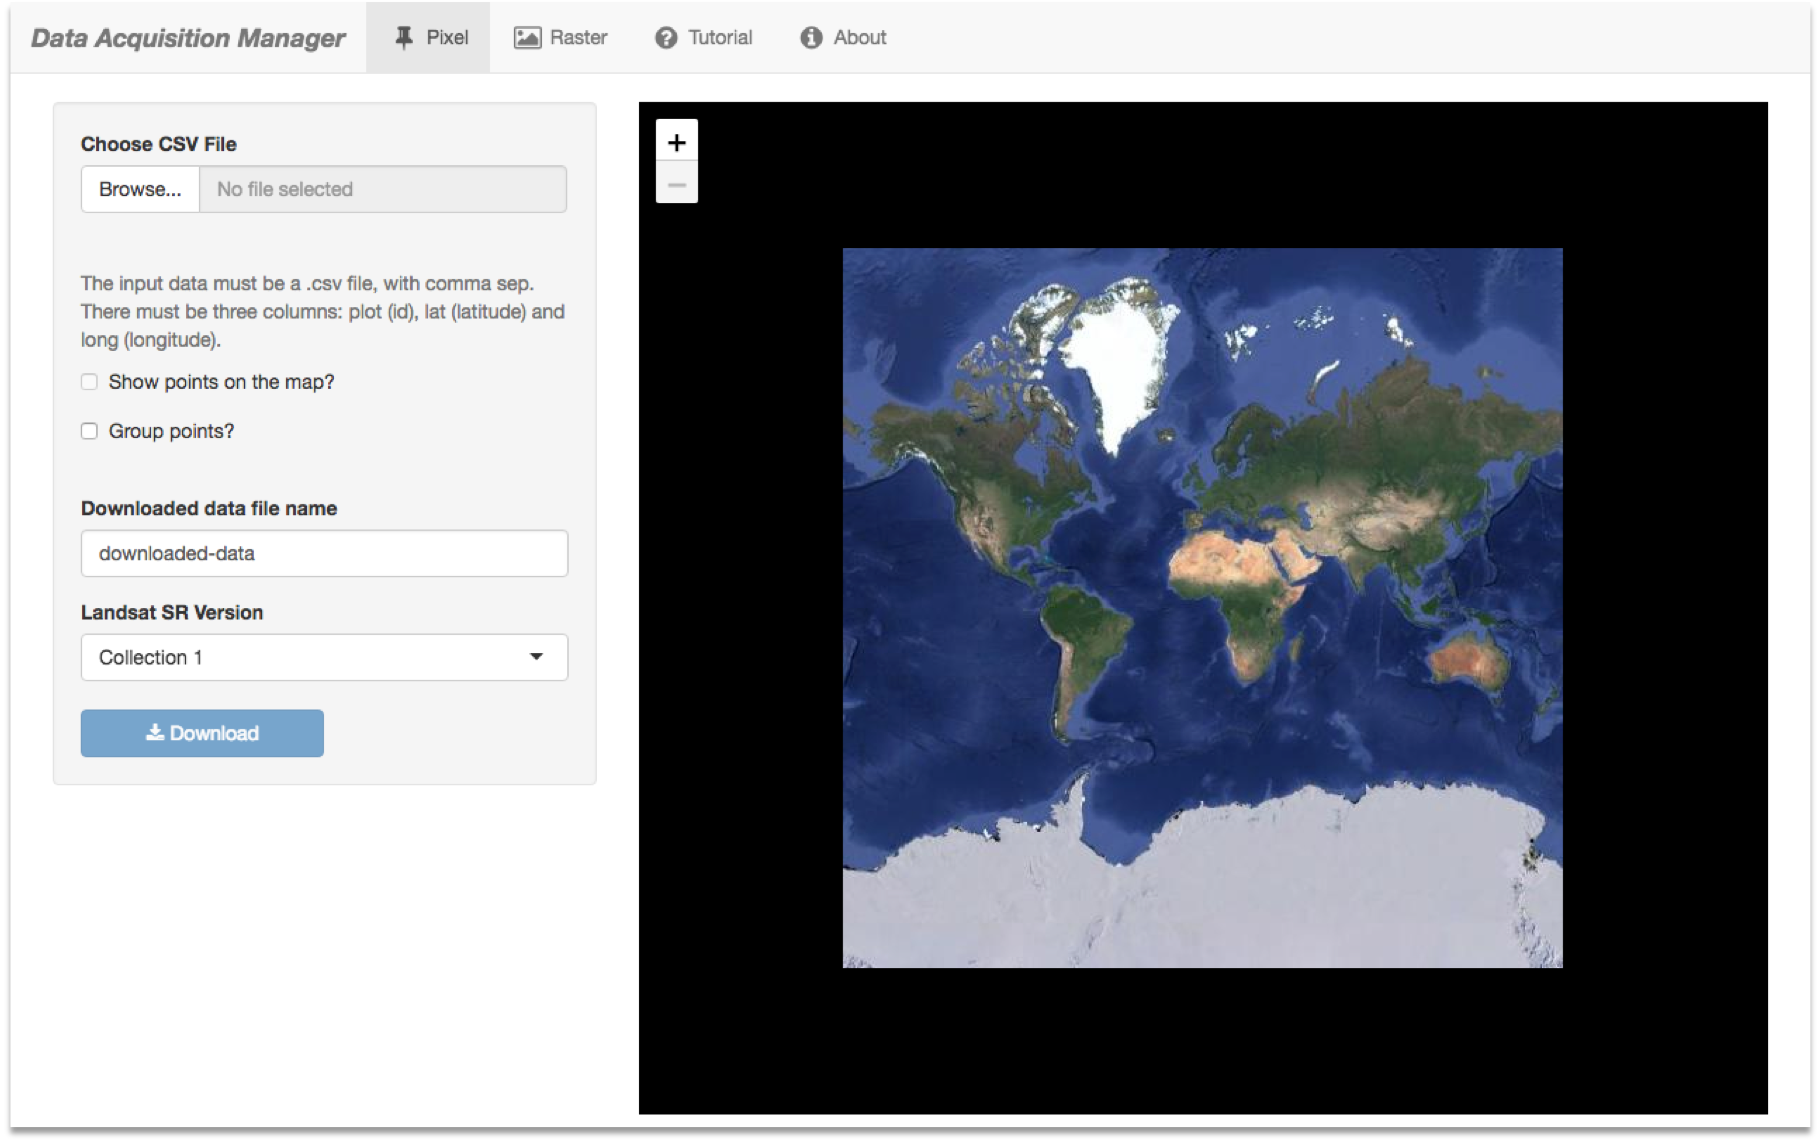 Data Acquisition Manager
Pixel
Raster
Tutorial
About
Choose CSV File
Browse...
No file selected
The input data must be a .csv file, with comma sep.
There must be three columns: plot (id), lat (latitude) and
long (longitude).
Show points on the map?
Group points?
Downloaded data file name
downloaded-data
Landsat SR Version
Collection 1
Download
+
−